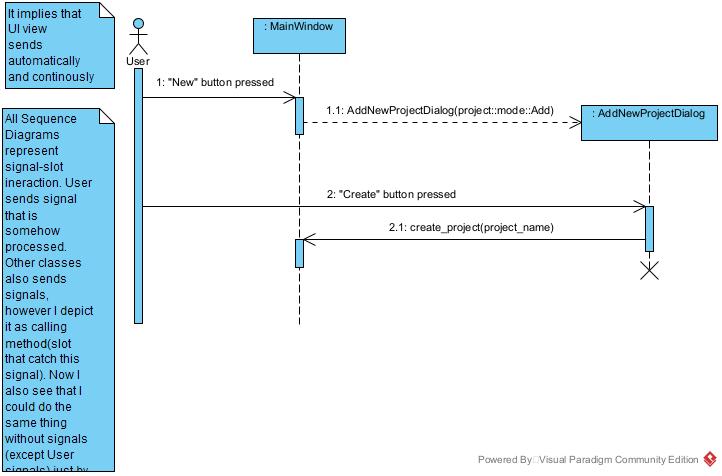 It implies that
UI view
sends
automatically
and continously
User
: MainWindow
1: "New" button pressed
1.1: AddNewProjectDialog(project::mode::Add)
: AddNewProjectDialog
All Sequence
Diagrams
represent
signal-slot
ineraction. User
sends signal
that is
somehow
processed.
Other classes
also sends
signals,
however I depict
it as calling
method(slot
that catch this
signal). Now I
also see that I
could do the
same thing
without signals
(except User
signals) just by
2: "Create" button pressed
2.1: create_project(project_name)
Powered By Visual Paradigm Community Edition